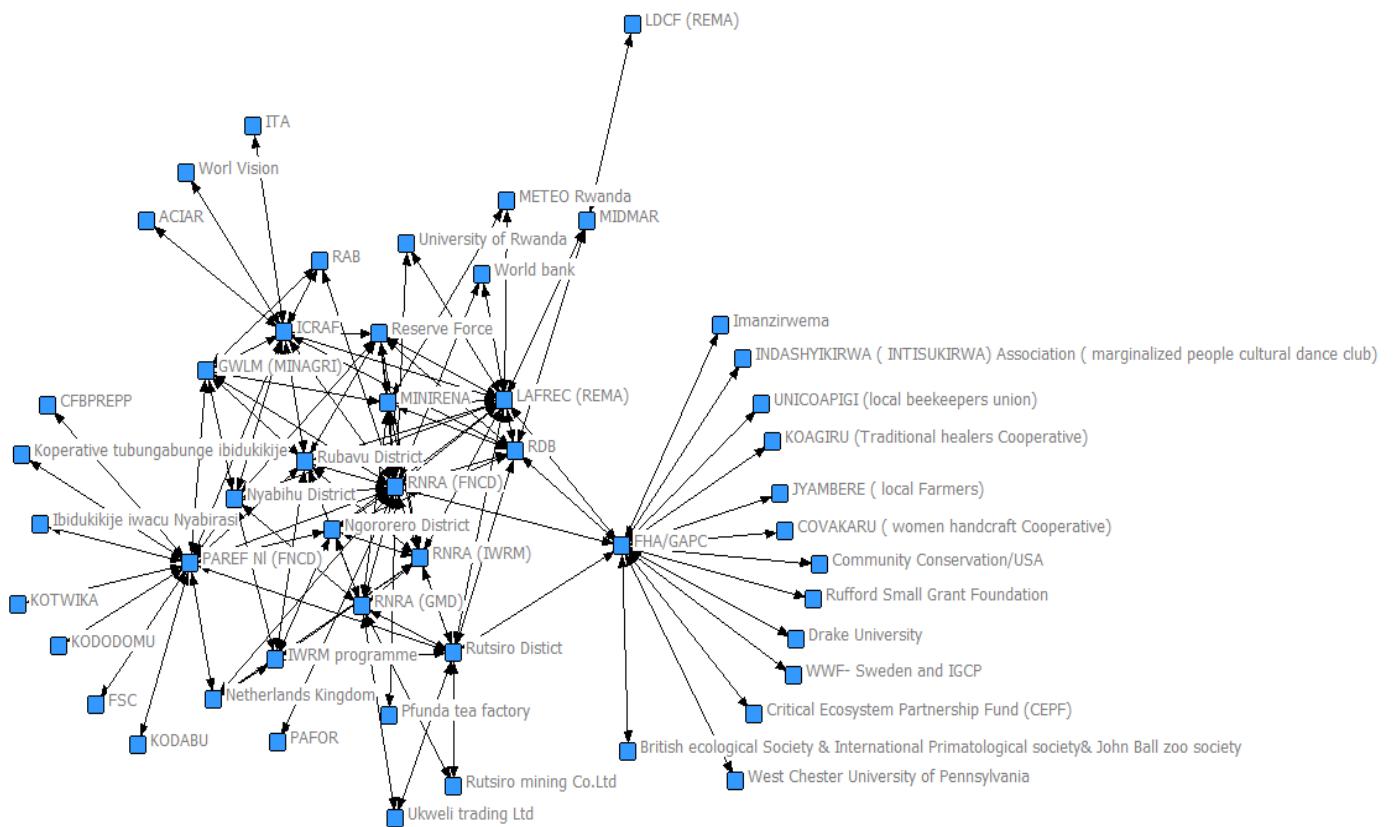 LDCF (REMA)
ITA
Worl Vision
METEO Rwanda
ACIAR
MIDMAR
University of Rwanda
RAB
World bank
Imanzirwema
ICRAF
Reserve Force
INDASHYIKIRWA ( INTISUKIRWA) Association ( marginalized people cultural dance club)
GWLM (MINAGRI)
MINIRENA
LAFREC (REMA)
UNICOAPIGI (local beekeepers union)
CFBPREPP
KOAGIRU (Traditional healers Cooperative)
Koperative tubungabunge ibidukikije
Rubavu District
RDB
RNRA (FNCD)
Nyabihu District
JYAMBERE ( local Farmers)
Ibidukikije iwacu Nyabirasi
Ngororero District
COVAKARU ( women handcraft Cooperative)
FHA/GAPC
PAREF Nl (FNCD)
RNRA (IWRM)
Community Conservation/USA
KOTWIKA
RNRA (GMD)
Rufford Small Grant Foundation
KODODOMU
Drake University
IWRM programme
Rutsiro Distict
WWF- Sweden and IGCP
FSC
Netherlands Kingdom
Pfunda tea factory
Critical Ecosystem Partnership Fund (CEPF)
KODABU
PAFOR
British ecological Society & International Primatological society& John Ball zoo society
West Chester University of Pennsylvania
Rutsiro mining Co.Ltd
Ukweli trading Ltd